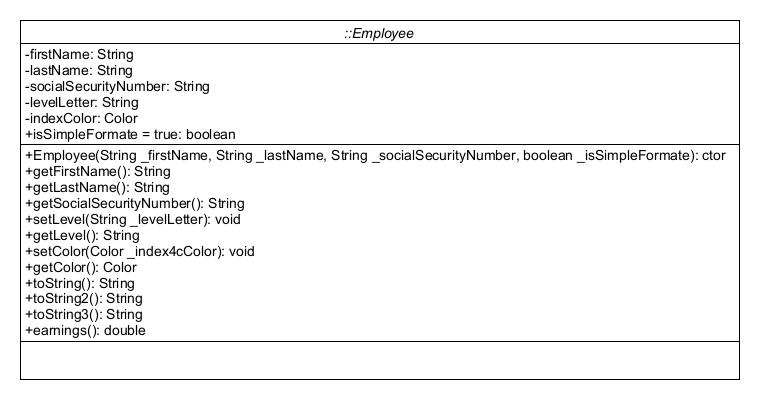 ::Employee
-firstName: String
-lastName: String
-socialSecurityNumber: String
-levelLetter: String
-indexColor: Color
+isSimpleFormate = true: boolean
+Employee(String _firstName, String _lastName, String _socialSecurityNumber, boolean _isSimpleFormate): ctor
+getFirstName(): String
+getLastName(): String
+getSocialSecurityNumber(): String
+setLevel(String _levelLetter): void
+getLevel(): String
+setColor(Color _index4cColor): void
+getColor(): Color
+toString(): String
+toString2(): String
+toString3(): String
+earnings(): double